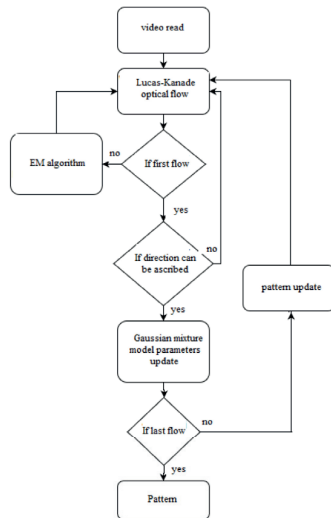 video read
Lucas-Kanade
optical flow
no
EM algorithm
If first flow
yes
If direction can
be ascribed
no
pattern update
yes
Gaussian mixture
model parameters
update
no
If last flow
yes
Pattern